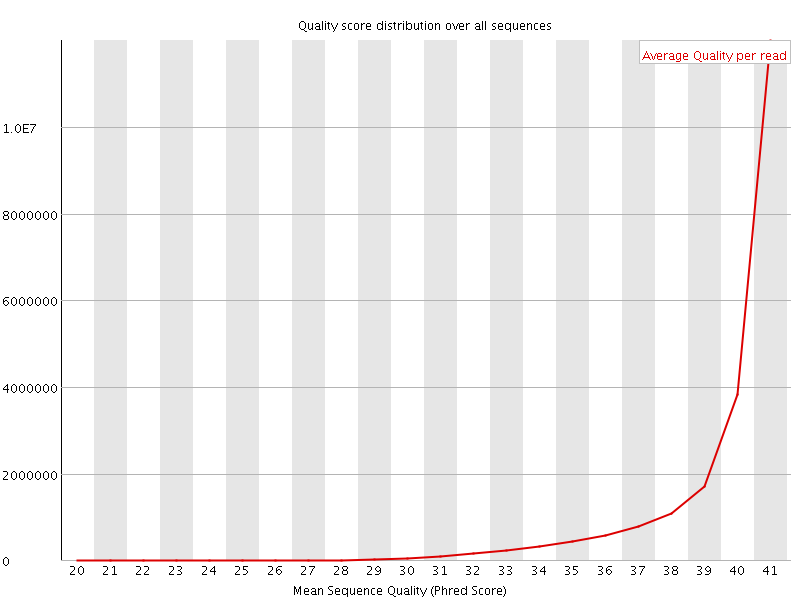 Quality score distribution over all sequences
Average Quality per read
1.0E7
8000000
6000000
4000000
2000000
0
20 21 22 23 24 25 26 27 28 29 30 31 32 33 34 35 36 37 38 39 40 41
Mean Sequence Quality (Phred Score)